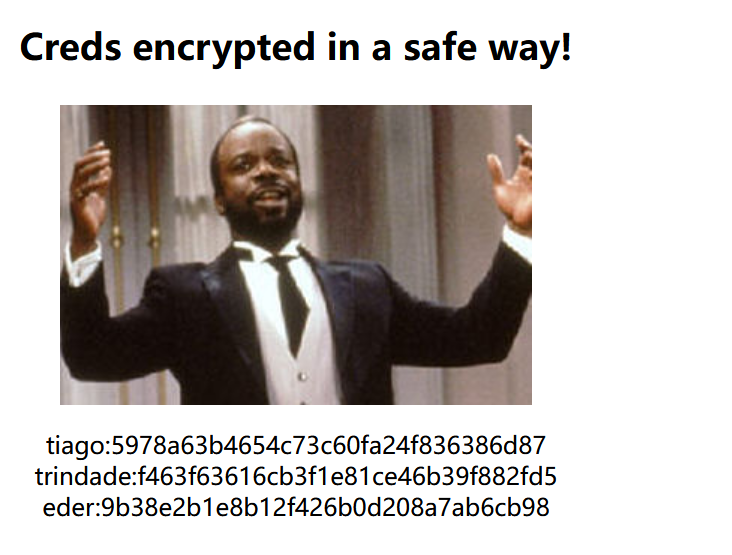 Creds encrypted in a safe way!
tiago:5978a63b4654c73c60fa24f836386d87
trindade:f463f63616cb3f1e81ce46b39f882fd5
eder:9b38e2b1e8b12f426b0d208a7ab6cb98